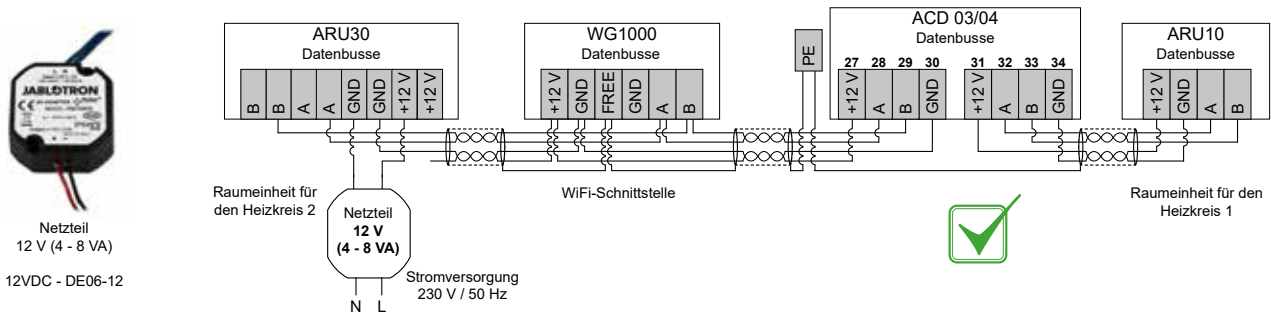 JABLOTRON
Netzteil
12 V (4 - 8 VA)
12VDC - DE06-12
ARU30
Datenbusse
B B A A GND GND +12 V +12 V
Raumeinheit für
den Heizkreis 2
Netzteil
12 V
(4 - 8 VA)
N L
Stromversorgung
230 V / 50 Hz
WG1000
Datenbusse
+12 V GND FREE GND A B
WiFi-Schnittstelle
PE
ACD 03/04
Datenbusse
27 28 29 30 31 32 33 34
+12 V A B GND +12 V A B GND
ARU10
Datenbusse
+12 V GND A B
Raumeinheit für den
Heizkreis 1